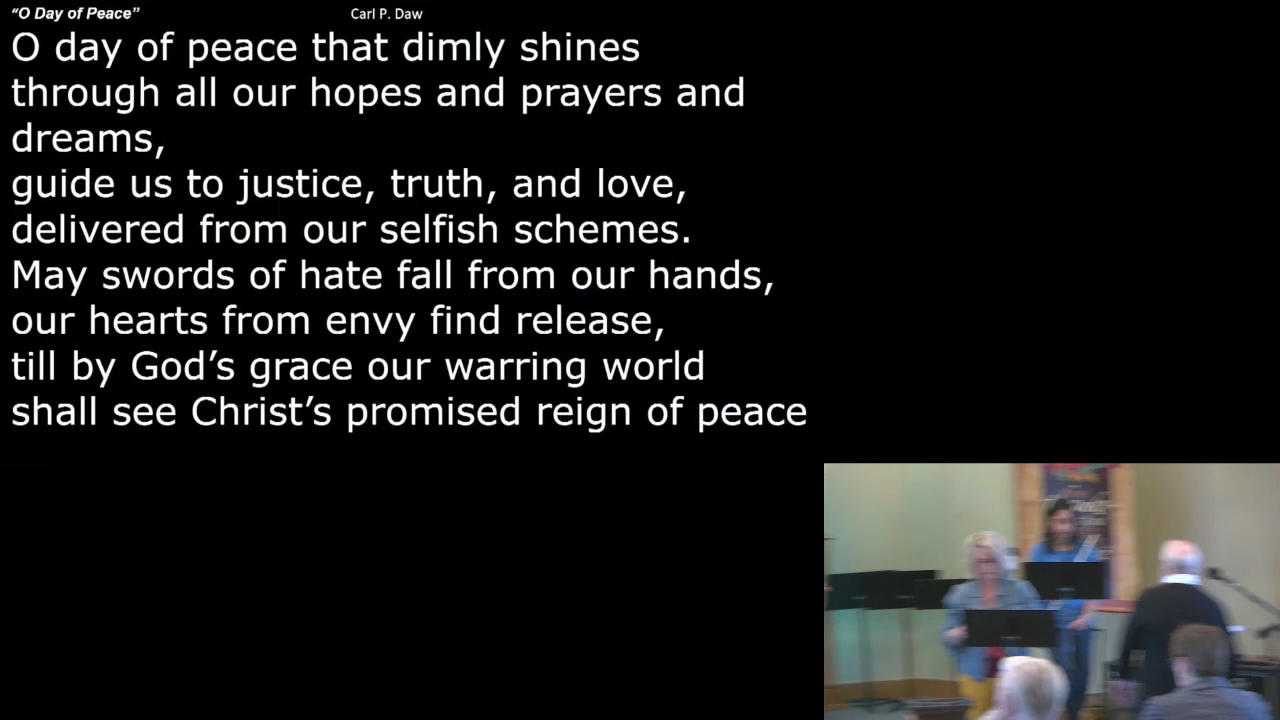 “O Day of Peace” Carl P. Daw
O day of peace that dimly shines
through all our hopes and prayers and
dreams,
guide us to justice, truth, and love,
delivered from our selfish schemes.
May swords of hate fall from our hands,
our hearts from envy find release,
till by God’s grace our warring world
shall see Christ’s promised reign of peace